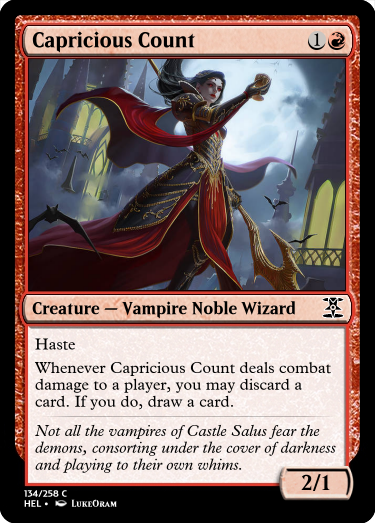 Capricious Count 1
Creature — Vampire Noble Wizard
Haste
Whenever Capricious Count deals combat
damage to a player, you may discard a
card. If you do, draw a card.
Not all the vampires of Castle Salus fear the
demons, consorting under the cover of darkness
and playing to their own whims.
2/1
134/258 C
HEL • LukeOram